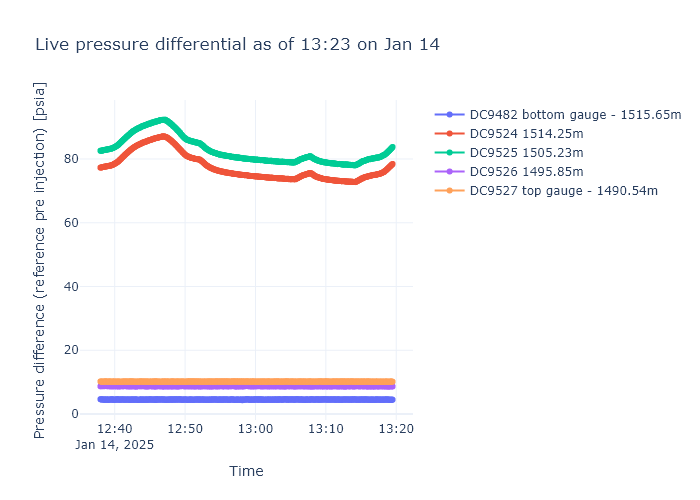 Live pressure differential as of 13:23 on Jan 14
Pressure difference (reference pre injection) [psia]
80
60
40
20
0
12:40
Jan 14, 2025
12:50
13:00
13:10
13:20
Time
DC9482 bottom gauge - 1515.65m
DC9524 1514.25m
DC9525 1505.23m
DC9526 1495.85m
DC9527 top gauge - 1490.54m